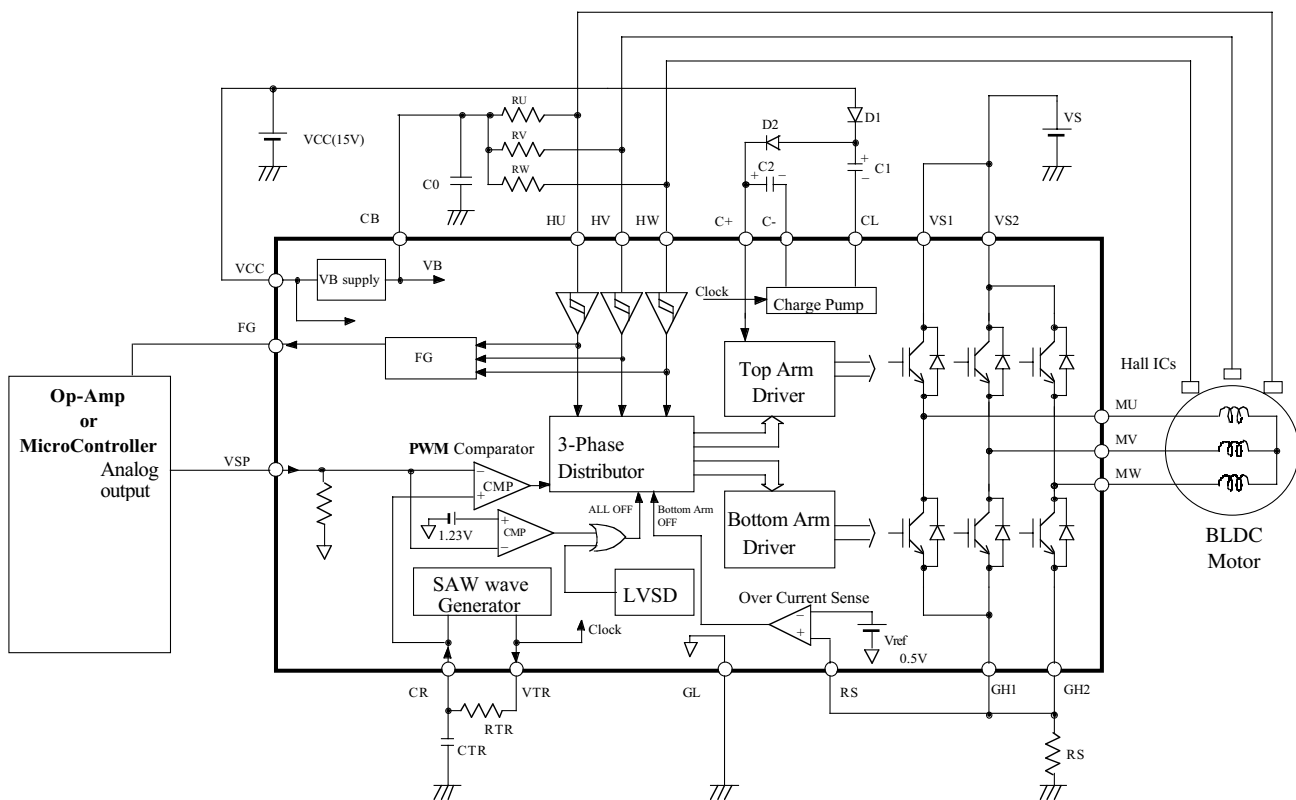 RU
VCC(15V)
RV
RW
C0
D2
D1
C2
+
−
+
−
C1
VS
CB
HU
HV
HW
C+
C-
CL
VS1
VS2
VCC
VB supply
VB
Clock
Charge Pump
FG
FG
Top Arm
Driver
Hall ICs
Op-Amp
or
MicroController
Analog
output
VSP
PWM Comparator
−
+
CMP
3-Phase
Distributor
MU
MV
MW
ALL OFF
Bottom Arm
OFF
1.23V
+
−
CMP
Bottom Arm
Driver
BLDC
Motor
SAW wave
Generator
LVSD
Over Current Sense
−
+
Clock
Vref
0.5V
CR
VTR
GL
RS
GH1
GH2
RTR
CTR
RS